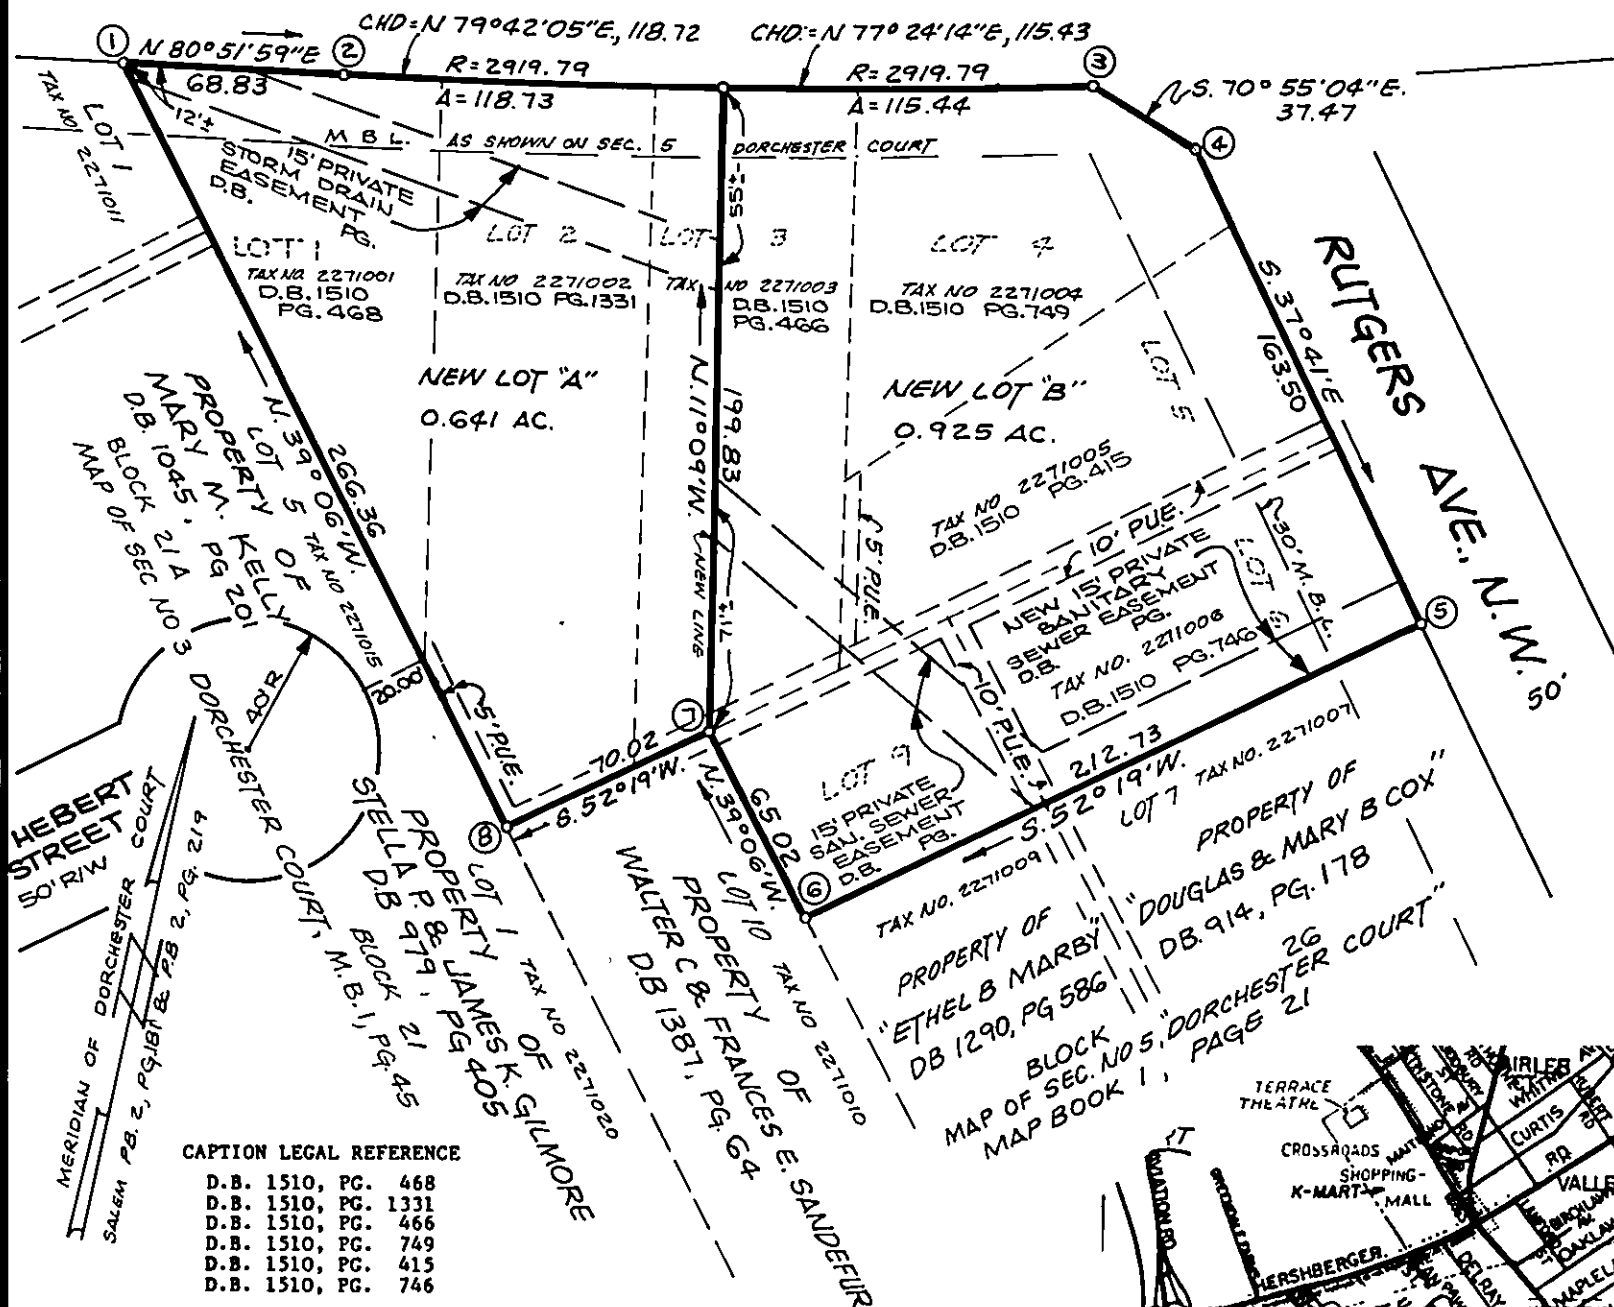 CHD=N 79°42'05"E, 118.72
CHD.=N 77°24'14"E, 115.43
1
N 80°51'59"E
2
68.83
R=2919.79
A=118.73
R=2919.79
A=115.44
3
S. 70°55'04"E.
37.47
4
TAX NO. 2271011
LOT 1
12'±
M B L. AS SHOWN ON SEC. 5 DORCHESTER COURT
15' PRIVATE
STORM DRAIN
EASEMENT
D.B. PG.
55'±
LOT 1
TAX NO. 2271001
D.B. 1510
PG. 468
LOT 2
TAX NO 2271002
D.B. 1510 PG. 1331
LOT 3
TAX NO 2271003
D.B. 1510
PG. 466
LOT 4
TAX NO 2271004
D.B. 1510 PG. 749
LOT 5
S. 37°41'E
163.50
RUTGERS AVE., N.W.
50'
NEW LOT "A"
0.641 AC.
N. 11°09'W.
199.83
NEW LINE
NEW LOT "B"
0.925 AC.
TAX NO 2271005
D.B. 1510 PG. 415
N. 39°06'W.
266.36
PROPERTY OF
MARY M. KELLY
LOT 5
D.B. 1045, PG 201
TAX NO 2271015
BLOCK 21 A
MAP OF SEC NO 3 DORCHESTER COURT, M.B. 1, PG. 45
5' P.U.E.
10' P.U.E.
NEW 15' PRIVATE
SANITARY
SEWER EASEMENT
D.B. PG.
LOT 6
30' M.B.L.
TAX NO. 2271006
D.B. 1510 PG. 746
5
71'±
20.00
40'R
5' P.U.E.
7
70.02
S. 52°19'W.
8
10' P.U.E.
LOT 9
15' PRIVATE
SAN. SEWER
EASEMENT
D.B. PG.
212.73
S. 52°19'W.
65.02
N. 39°06'W.
6
HEBERT
STREET
50' R/W
MERIDIAN OF DORCHESTER COURT
SALEM P.B. 2, PG. 181 & P.B 2, PG. 219
LOT 1 TAX NO 2271020
PROPERTY OF
STELLA P. & JAMES K. GILMORE
D.B 979, PG 405
BLOCK 21
LOT 10 TAX NO 2271010
PROPERTY OF
WALTER C & FRANCES E. SANDEFUR
D.B 1387, PG. 64
TAX NO. 2271009
PROPERTY OF
"ETHEL B MARBY"
DB 1290, PG 586
LOT 7 TAX NO. 2271007
PROPERTY OF
"DOUGLAS & MARY B COX"
DB. 914, PG. 178
BLOCK 26
MAP OF SEC. NO 5, "DORCHESTER COURT"
MAP BOOK 1, PAGE 21
CAPTION LEGAL REFERENCE
D.B. 1510, PG. 468
D.B. 1510, PG. 1331
D.B. 1510, PG. 466
D.B. 1510, PG. 749
D.B. 1510, PG. 415
D.B. 1510, PG. 746
TERRACE
THEATRE
CROSSROADS
SHOPPING-
MALL
K-MART
HERSHBERGER
AVIATION RD
WHITNE
CURTIS
RD
VALLE
OAKLA
MAPLEL
DELRAY